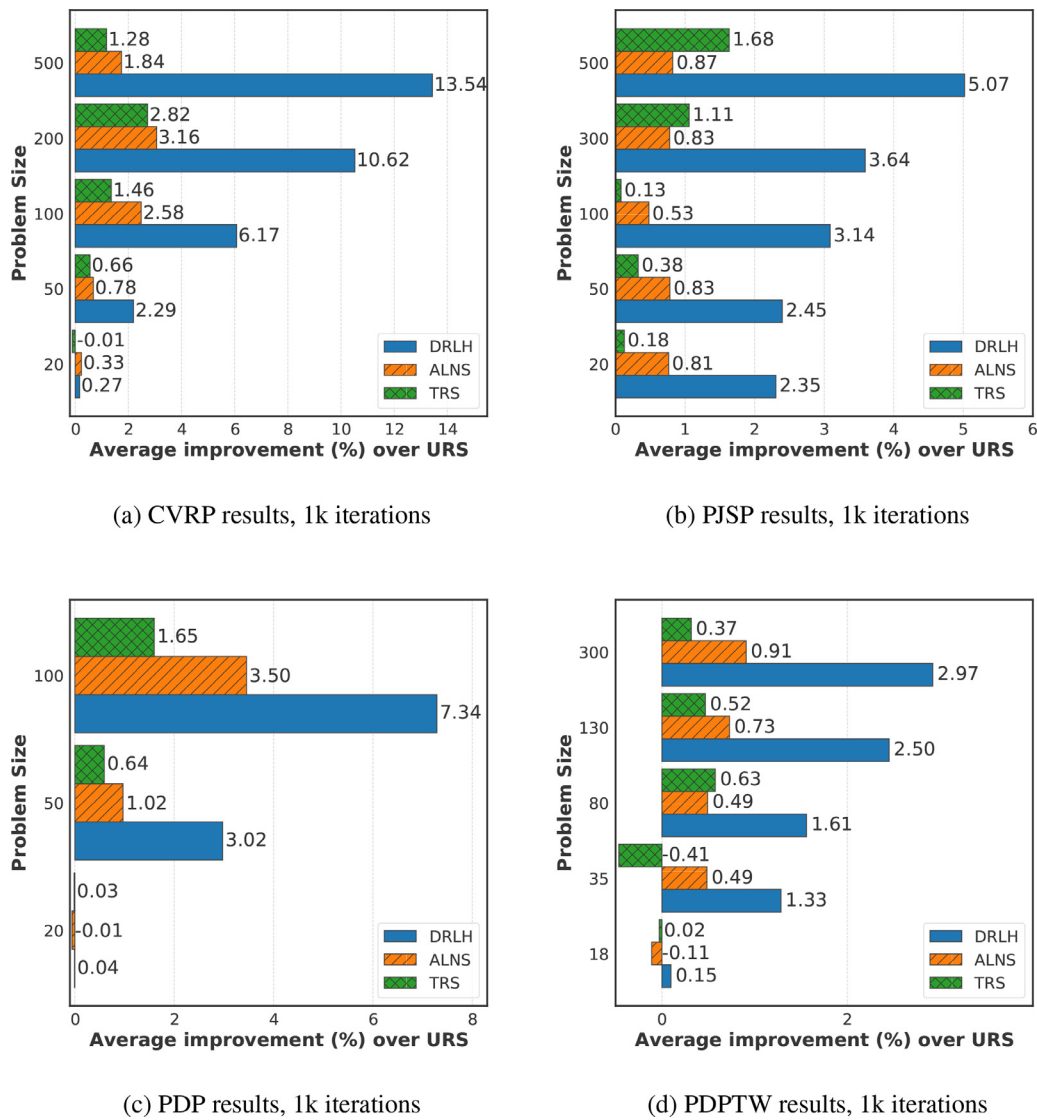 500
1.28
1.84
13.54
200
2.82
3.16
10.62
100
1.46
2.58
6.17
50
0.66
0.78
2.29
20
-0.01
0.33
0.27
Problem Size
DRLH
ALNS
TRS
0 2 4 6 8 10 12 14
Average improvement (%) over URS
(a) CVRP results, 1k iterations
500
1.68
0.87
5.07
300
1.11
0.83
3.64
100
0.13
0.53
3.14
50
0.38
0.83
2.45
20
0.18
0.81
2.35
Problem Size
DRLH
ALNS
TRS
0 1 2 3 4 5 6
Average improvement (%) over URS
(b) PJSP results, 1k iterations
100
1.65
3.50
7.34
50
0.64
1.02
3.02
20
0.03
-0.01
0.04
Problem Size
DRLH
ALNS
TRS
0 2 4 6 8
Average improvement (%) over URS
(c) PDP results, 1k iterations
300
0.37
0.91
2.97
130
0.52
0.73
2.50
80
0.63
0.49
1.61
35
-0.41
0.49
1.33
18
0.02
-0.11
0.15
Problem Size
DRLH
ALNS
TRS
0 2
Average improvement (%) over URS
(d) PDPTW results, 1k iterations